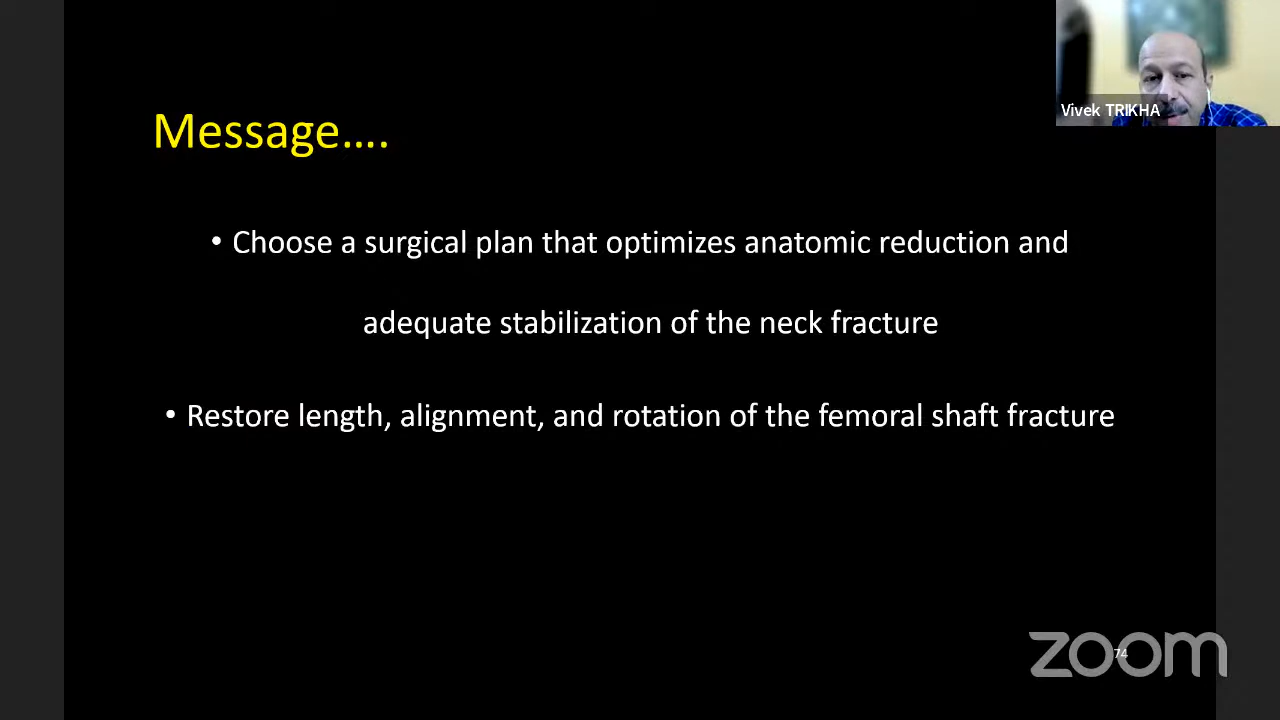 Vivek TRIKHA
Message….
• Choose a surgical plan that optimizes anatomic reduction and
adequate stabilization of the neck fracture
• Restore length, alignment, and rotation of the femoral shaft fracture
74
zoom